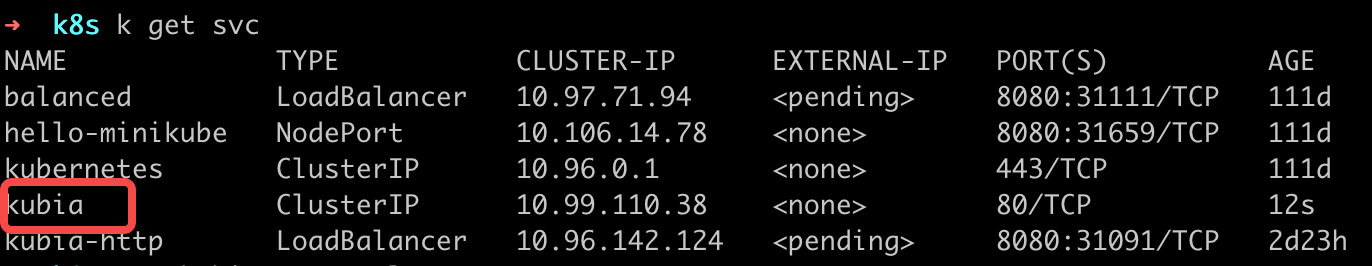 ➜ k8s k get svc
NAME TYPE CLUSTER-IP EXTERNAL-IP PORT(S) AGE
balanced LoadBalancer 10.97.71.94 <pending> 8080:31111/TCP 111d
hello-minikube NodePort 10.106.14.78 <none> 8080:31659/TCP 111d
kubernetes ClusterIP 10.96.0.1 <none> 443/TCP 111d
kubia ClusterIP 10.99.110.38 <none> 80/TCP 12s
kubia-http LoadBalancer 10.96.142.124 <pending> 8080:31091/TCP 2d23h